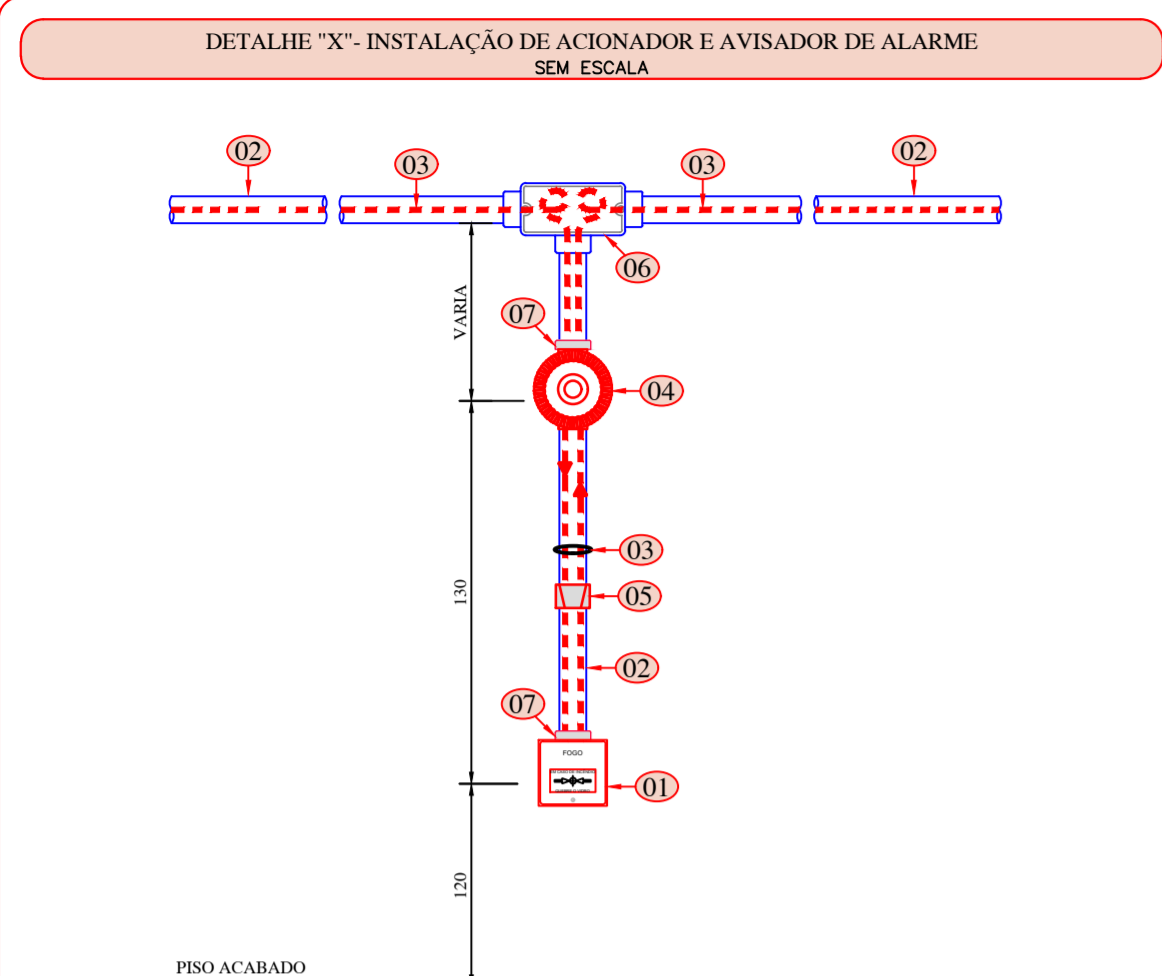 DETALHE "X"- INSTALAÇÃO DE ACIONADOR E AVISADOR DE ALARME
SEM ESCALA
02
03
03
02
06
VARIA
07
04
03
130
05
02
07
FOGO
01
120
PISO ACABADO